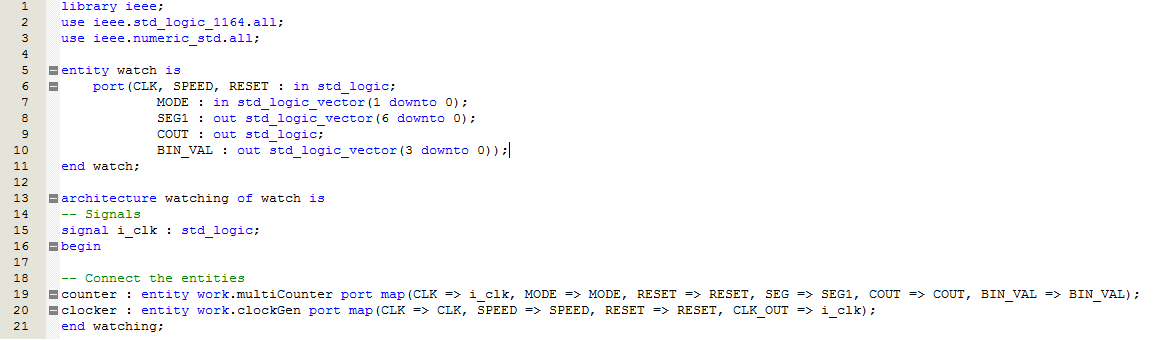 1 library ieee;
2 use ieee.std_logic_1164.all;
3 use ieee.numeric_std.all;
4
5 entity watch is
6 port(CLK, SPEED, RESET : in std_logic;
7 MODE : in std_logic_vector(1 downto 0);
8 SEG1 : out std_logic_vector(6 downto 0);
9 COUT : out std_logic;
10 BIN_VAL : out std_logic_vector(3 downto 0));
11 end watch;
12
13 architecture watching of watch is
14 -- Signals
15 signal i_clk : std_logic;
16 begin
17
18 -- Connect the entities
19 counter : entity work.multiCounter port map(CLK => i_clk, MODE => MODE, RESET => RESET, SEG => SEG1, COUT => COUT, BIN_VAL => BIN_VAL);
20 clocker : entity work.clockGen port map(CLK => CLK, SPEED => SPEED, RESET => RESET, CLK_OUT => i_clk);
21 end watching;